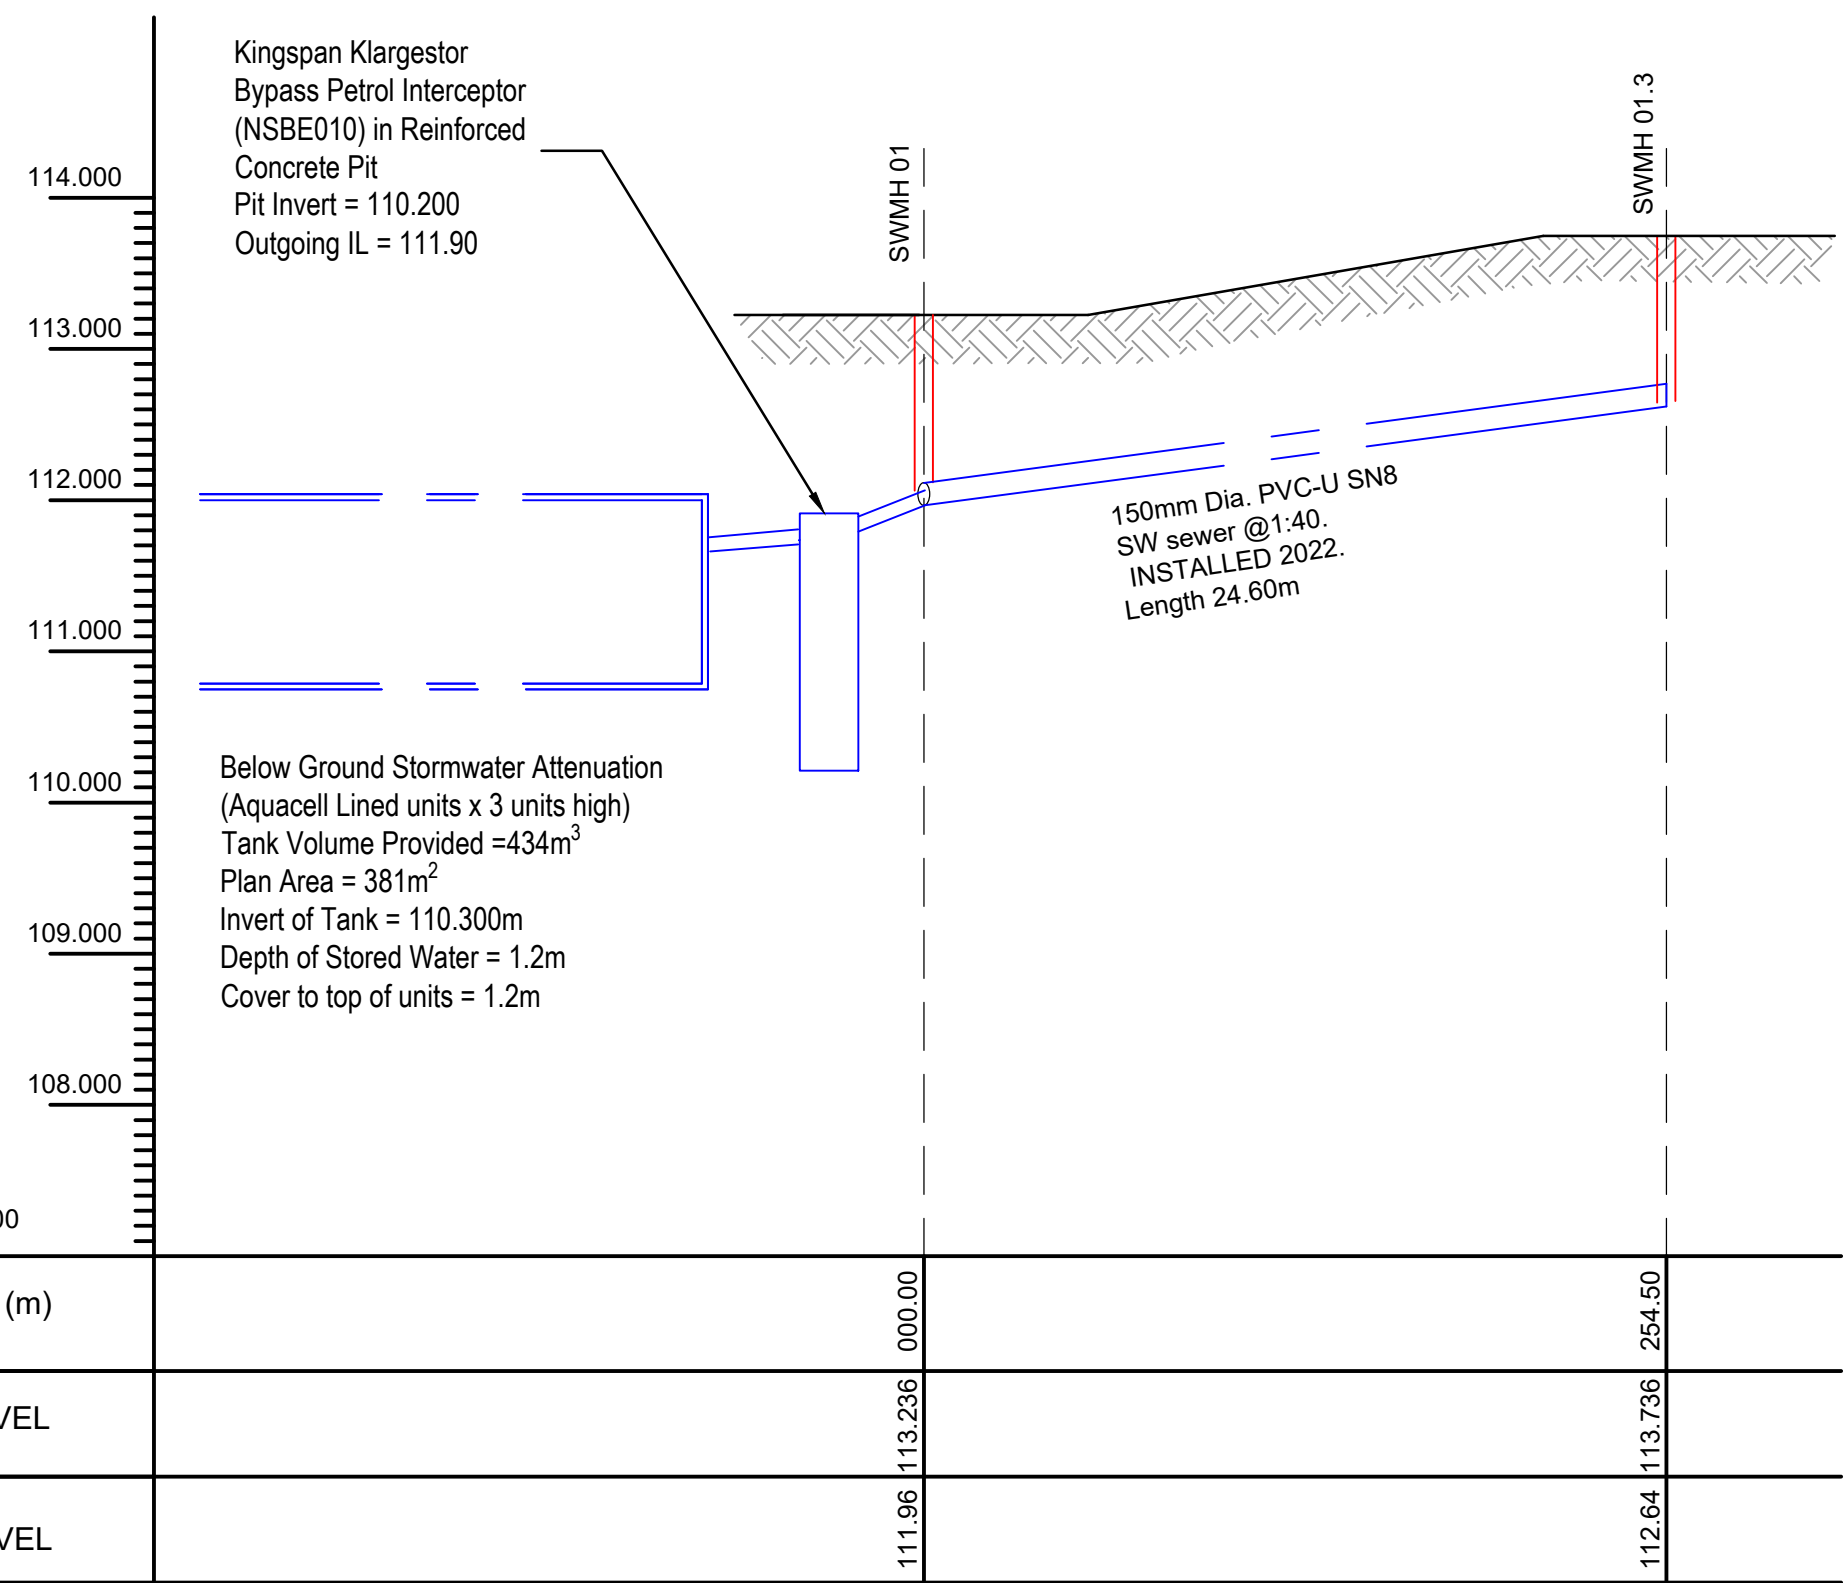 Kingspan Klargestor
Bypass Petrol Interceptor
(NSBE010) in Reinforced
Concrete Pit
Pit Invert = 110.200
Outgoing IL = 111.90
SWMH 01
SWMH 01.3
114.000
113.000
112.000
111.000
110.000
109.000
108.000
150mm Dia. PVC-U SN8
SW sewer @1:40.
INSTALLED 2022.
Length 24.60m
Below Ground Stormwater Attenuation
(Aquacell Lined units x 3 units high)
Tank Volume Provided =434m³
Plan Area = 381m²
Invert of Tank = 110.300m
Depth of Stored Water = 1.2m
Cover to top of units = 1.2m
(m)
000.00
254.50
VEL
113.236
113.736
VEL
111.96
112.64